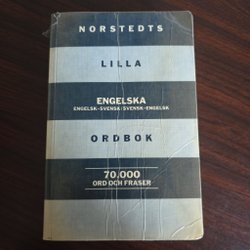 NORSTEDTS
LILLA
ENGELSKA
ENGELSK-SVENSK/SVENSK-ENGELSK
ORDBOK
70.000
ORD OCH FRASER